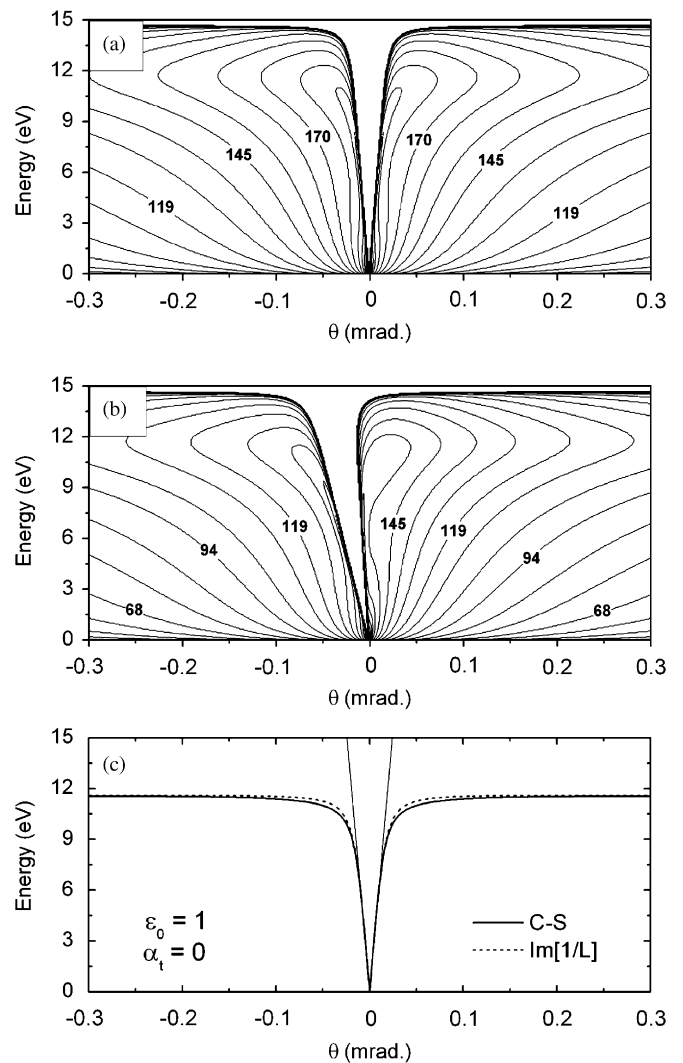 (a)
15
12
9
6
3
0
Energy (eV)
170 170
145 145
119 119
-0.3 -0.2 -0.1 0 0.1 0.2 0.3
θ (mrad.)
(b)
15
12
9
6
3
0
Energy (eV)
119 145 119
94 94
68 68
-0.3 -0.2 -0.1 0 0.1 0.2 0.3
θ (mrad.)
(c)
15
12
9
6
3
0
Energy (eV)
ε₀ = 1
αₜ = 0
C-S
Im[1/L]
-0.3 -0.2 -0.1 0 0.1 0.2 0.3
θ (mrad.)